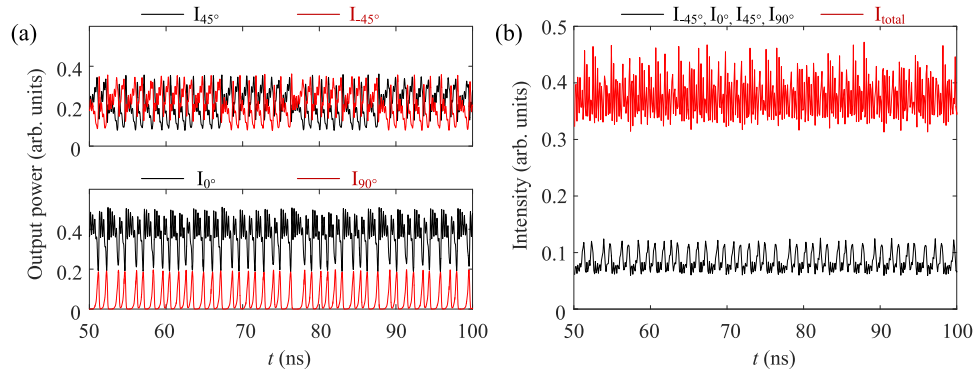 (a)
I45° I-45°
0.4
0.2
0
I0° I90°
0.4
0.2
0
50 60 70 80 90 100
Output power (arb. units)
t (ns)
(b)
I-45°, I0°, I45°, I90° Itotal
0.5
0.4
0.3
0.2
0.1
0
50 60 70 80 90 100
Intensity (arb. units)
t (ns)